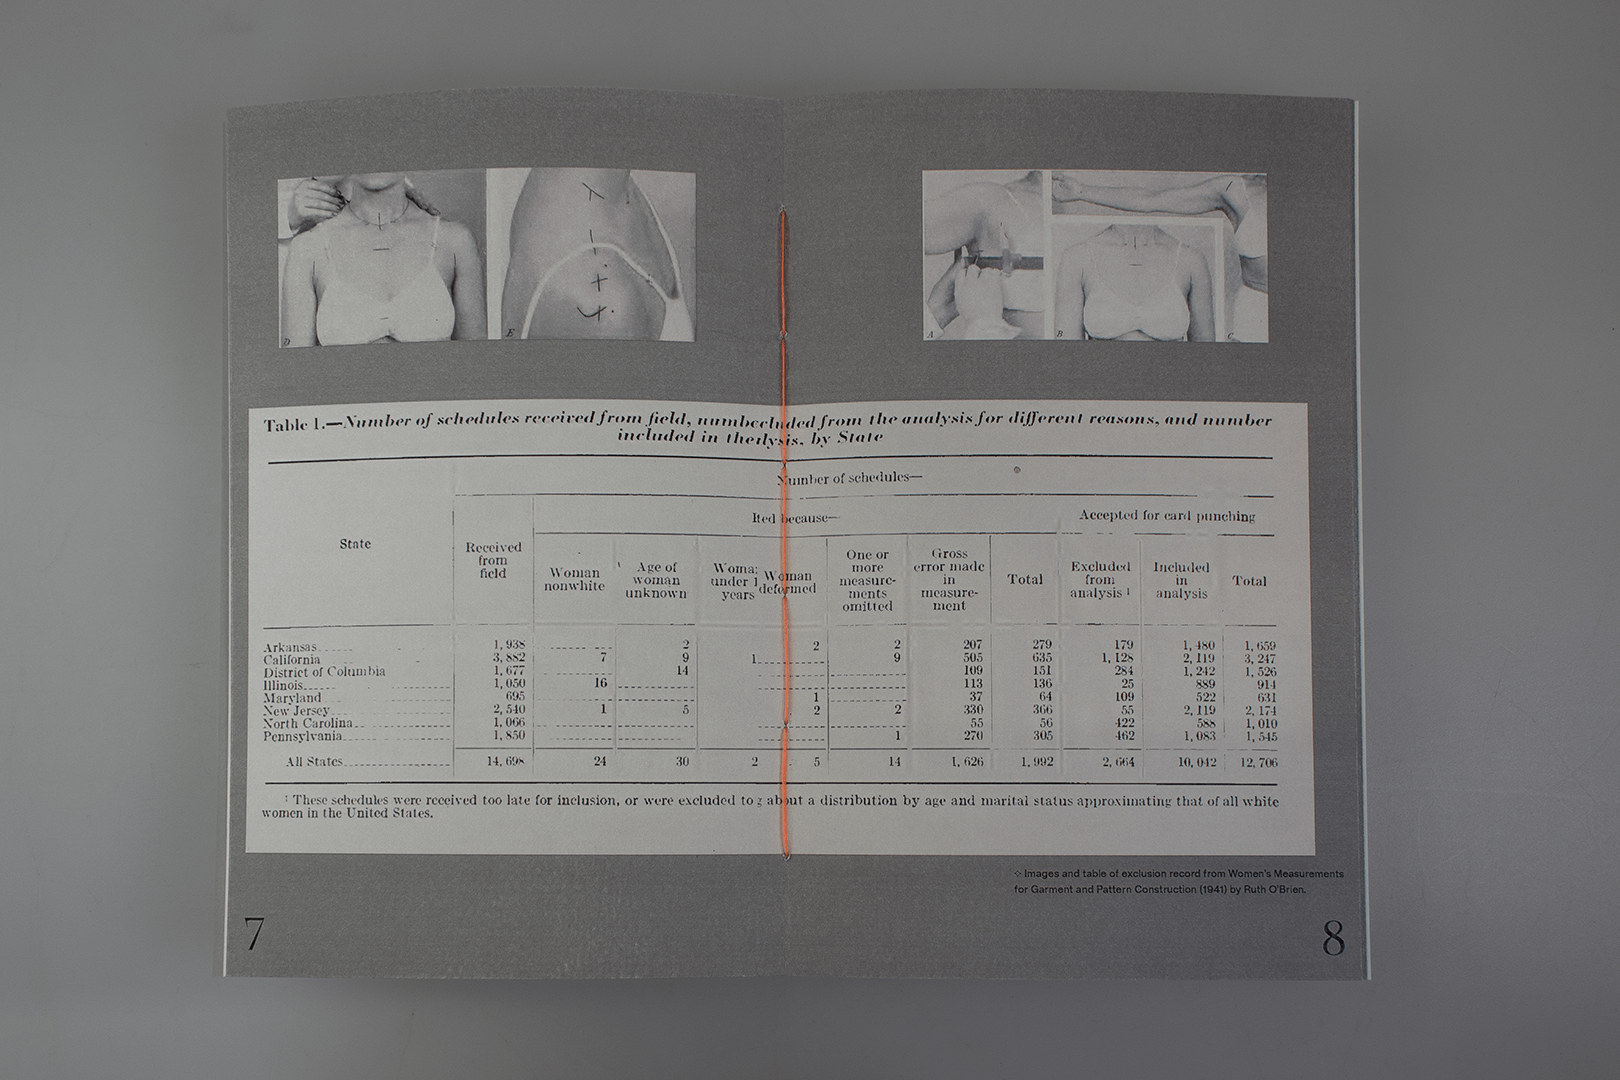 D
E
A
B
C
Table 1.—Number of schedules received from field, numbecluded from the analysis for different reasons, and number
included in thelysis, by State
Number of schedules—
lted because—
Accepted for card punching
State
Received
from
field
Woman
nonwhite
Age of
woman
unknown
Woma
under
years
Woman
deformed
One or
more
measure-
ments
omitted
Gross
error made
in
measure-
ment
Total
Excluded
from
analysis ¹
Included
in
analysis
Total
Arkansas 1,938 2 2 2 207 279 179 1,480 1,659
California 3,882 7 9 1 9 505 635 1,128 2,119 3,247
District of Columbia 1,677 14 109 151 284 1,242 1,526
Illinois 1,050 16 113 136 25 889 914
Maryland 695 1 37 64 109 522 631
New Jersey 2,540 1 5 2 2 330 366 55 2,119 2,174
North Carolina 1,066 55 56 422 588 1,010
Pennsylvania 1,850 1 270 305 462 1,083 1,545
All States 14,698 24 30 2 5 14 1,626 1,992 2,664 10,042 12,706
¹ These schedules were received too late for inclusion, or were excluded to about a distribution by age and marital status approximating that of all white
women in the United States.
Images and table of exclusion record from Women's Measurements
for Garment and Pattern Construction (1941) by Ruth O'Brien.
7
8